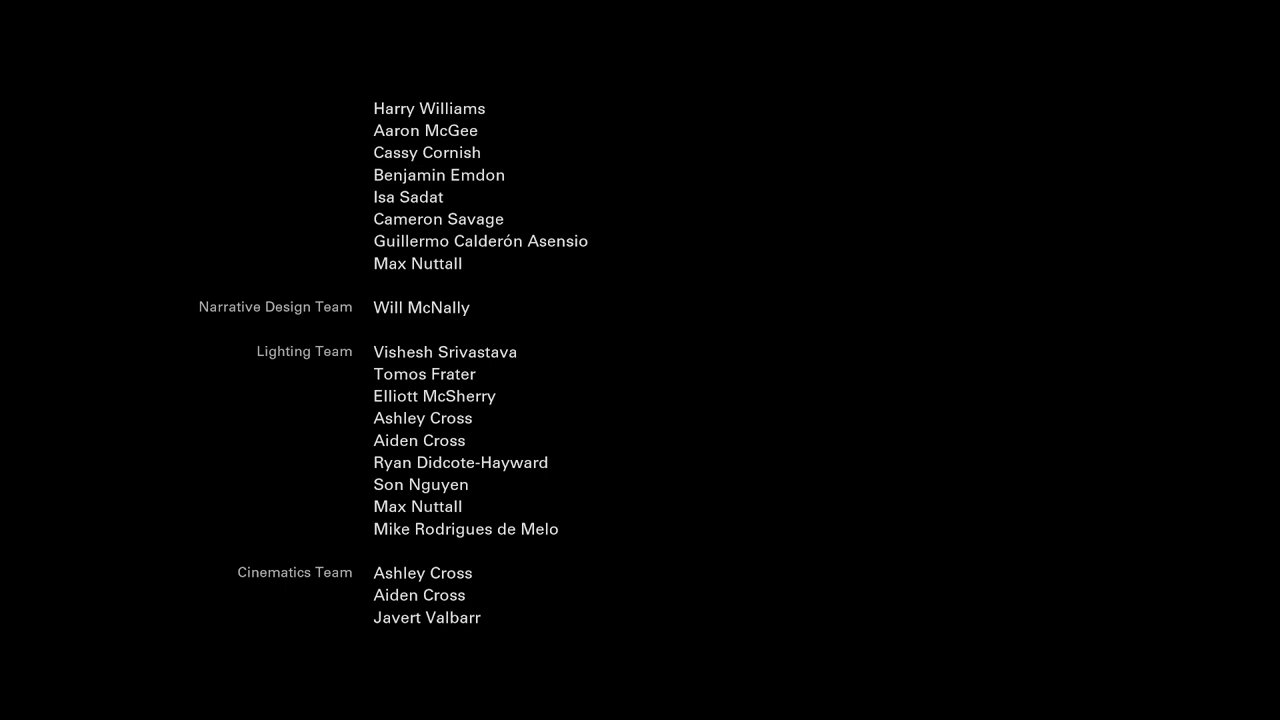 Harry Williams
Aaron McGee
Cassy Cornish
Benjamin Emdon
Isa Sadat
Cameron Savage
Guillermo Calderón Asensio
Max Nuttall
Narrative Design Team Will McNally
Lighting Team Vishesh Srivastava
Tomos Frater
Elliott McSherry
Ashley Cross
Aiden Cross
Ryan Didcote-Hayward
Son Nguyen
Max Nuttall
Mike Rodrigues de Melo
Cinematics Team Ashley Cross
Aiden Cross
Javert Valbarr